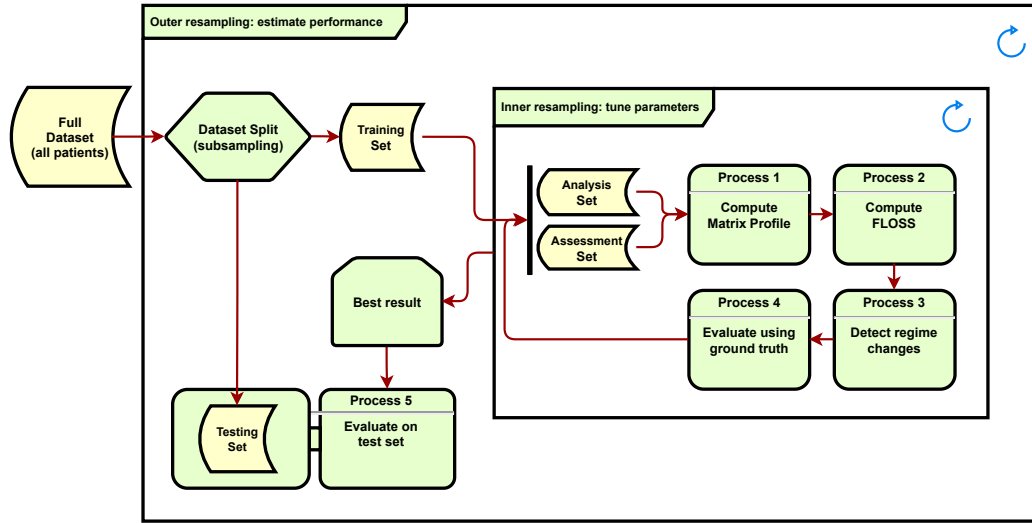 Outer resampling: estimate performance
Full
Dataset
(all patients)
Dataset Split
(subsampling)
Training
Set
Inner resampling: tune parameters
Analysis
Set
Assessment
Set
Process 1
Compute
Matrix Profile
Process 2
Compute
FLOSS
Process 3
Detect regime
changes
Process 4
Evaluate using
ground truth
Best result
Testing
Set
Process 5
Evaluate on
test set